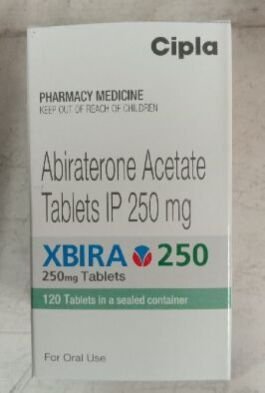 Cipla
PHARMACY MEDICINE
KEEP OUT OF REACH OF CHILDREN
Abiraterone Acetate
Tablets IP 250 mg
XBIRA 250
250mg Tablets
120 Tablets in a sealed container
For Oral Use